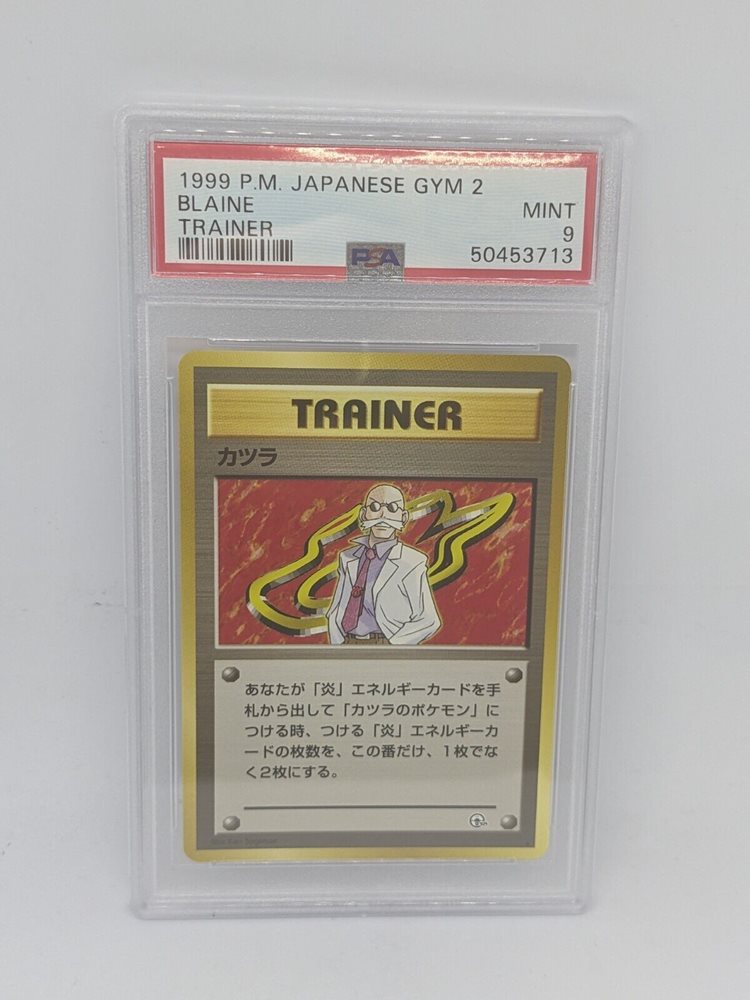 1999 P.M. JAPANESE GYM 2
BLAINE MINT
TRAINER 9
PSA 50453713
TRAINER
カツラ
あなたが「炎」エネルギーカードを手
札から出して「カツラのポケモン」に
つける時、つける「炎」エネルギーカ
ードの枚数を、この番だけ、1枚でな
く2枚にする。